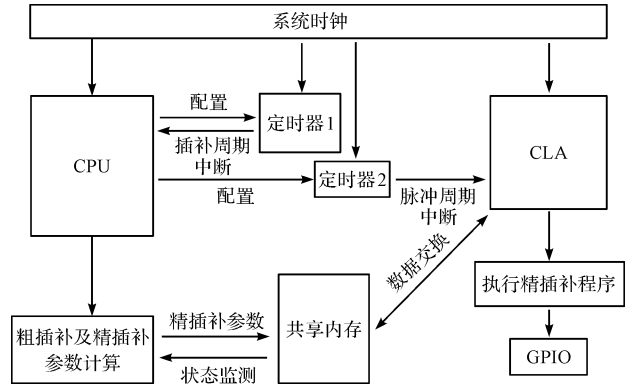 系统时钟
配置
定时器1
插补周期
中断
CPU
CLA
定时器2
配置
脉冲周期
中断
数据交换
执行精插补程序
粗插补及精插补
参数计算
精插补参数
状态监测
共享内存
GPIO